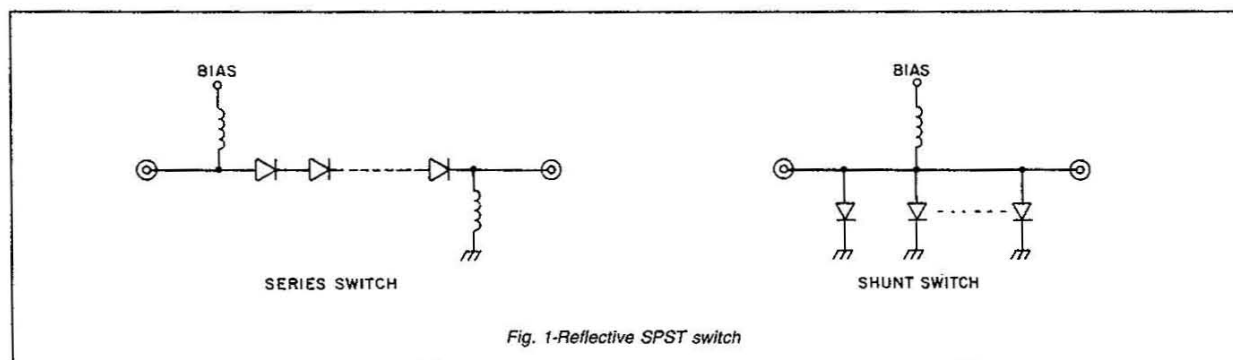 BIAS
BIAS
SERIES SWITCH
SHUNT SWITCH
Fig. 1-Reflective SPST switch